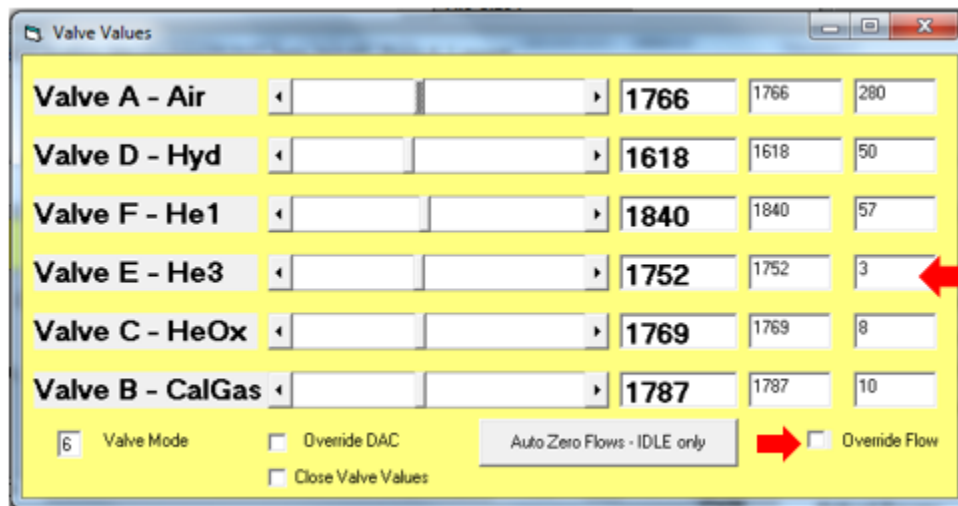 Valve Values
Valve A - Air 1766 1766 280
Valve D - Hyd 1618 1618 50
Valve F - He1 1840 1840 57
Valve E - He3 1752 1752 3
Valve C - HeOx 1769 1769 8
Valve B - CalGas 1787 1787 10
6 Valve Mode Override DAC Auto Zero Flows - IDLE only Override Flow
Close Valve Values